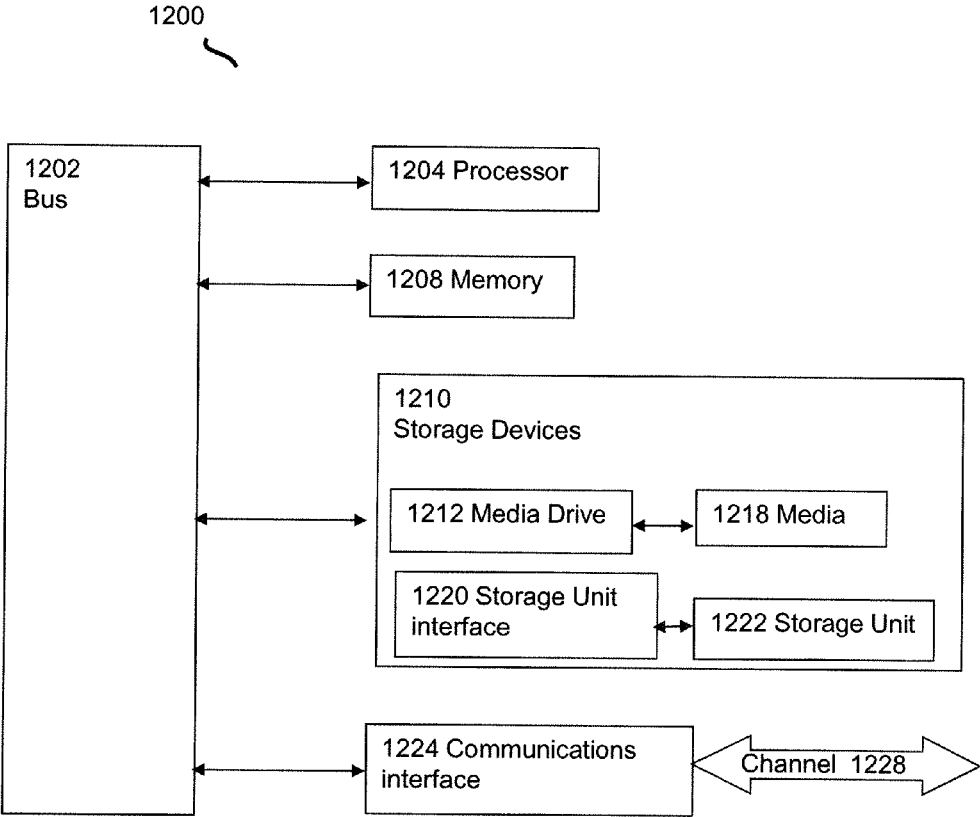 1200
1202
Bus
1204 Processor
1208 Memory
1210
Storage Devices
1212 Media Drive
1218 Media
1220 Storage Unit
interface
1222 Storage Unit
1224 Communications
interface
Channel 1228